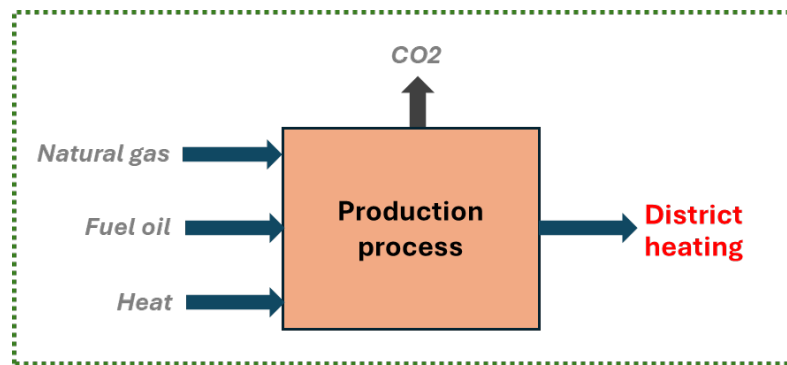 CO2
Natural gas
Fuel oil
Heat
Production
process
District
heating